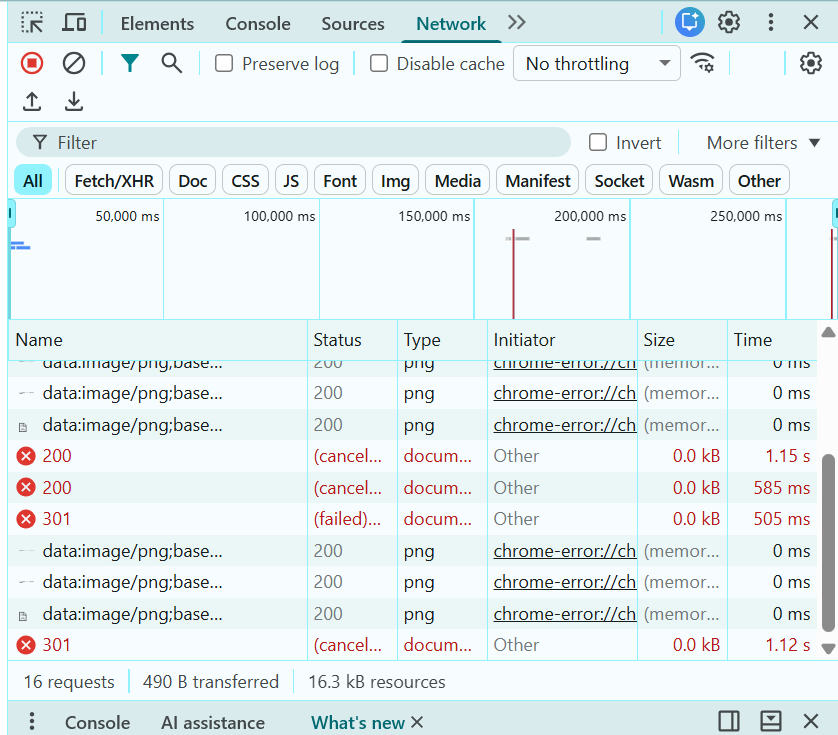 Elements Console Sources Network
Preserve log Disable cache No throttling
Filter Invert More filters
All Fetch/XHR Doc CSS JS Font Img Media Manifest Socket Wasm Other
50,000 ms 100,000 ms 150,000 ms 200,000 ms 250,000 ms
Name Status Type Initiator Size Time
data:image/png;base... 200 png chrome-error://ch (memor... 0 ms
data:image/png;base... 200 png chrome-error://ch (memor... 0 ms
data:image/png;base... 200 png chrome-error://ch (memor... 0 ms
200 (cancel... docum... Other 0.0 kB 1.15 s
200 (cancel... docum... Other 0.0 kB 585 ms
301 (failed)... docum... Other 0.0 kB 505 ms
data:image/png;base... 200 png chrome-error://ch (memor... 0 ms
data:image/png;base... 200 png chrome-error://ch (memor... 0 ms
data:image/png;base... 200 png chrome-error://ch (memor... 0 ms
301 (cancel... docum... Other 0.0 kB 1.12 s
16 requests 490 B transferred 16.3 kB resources
Console AI assistance What's new